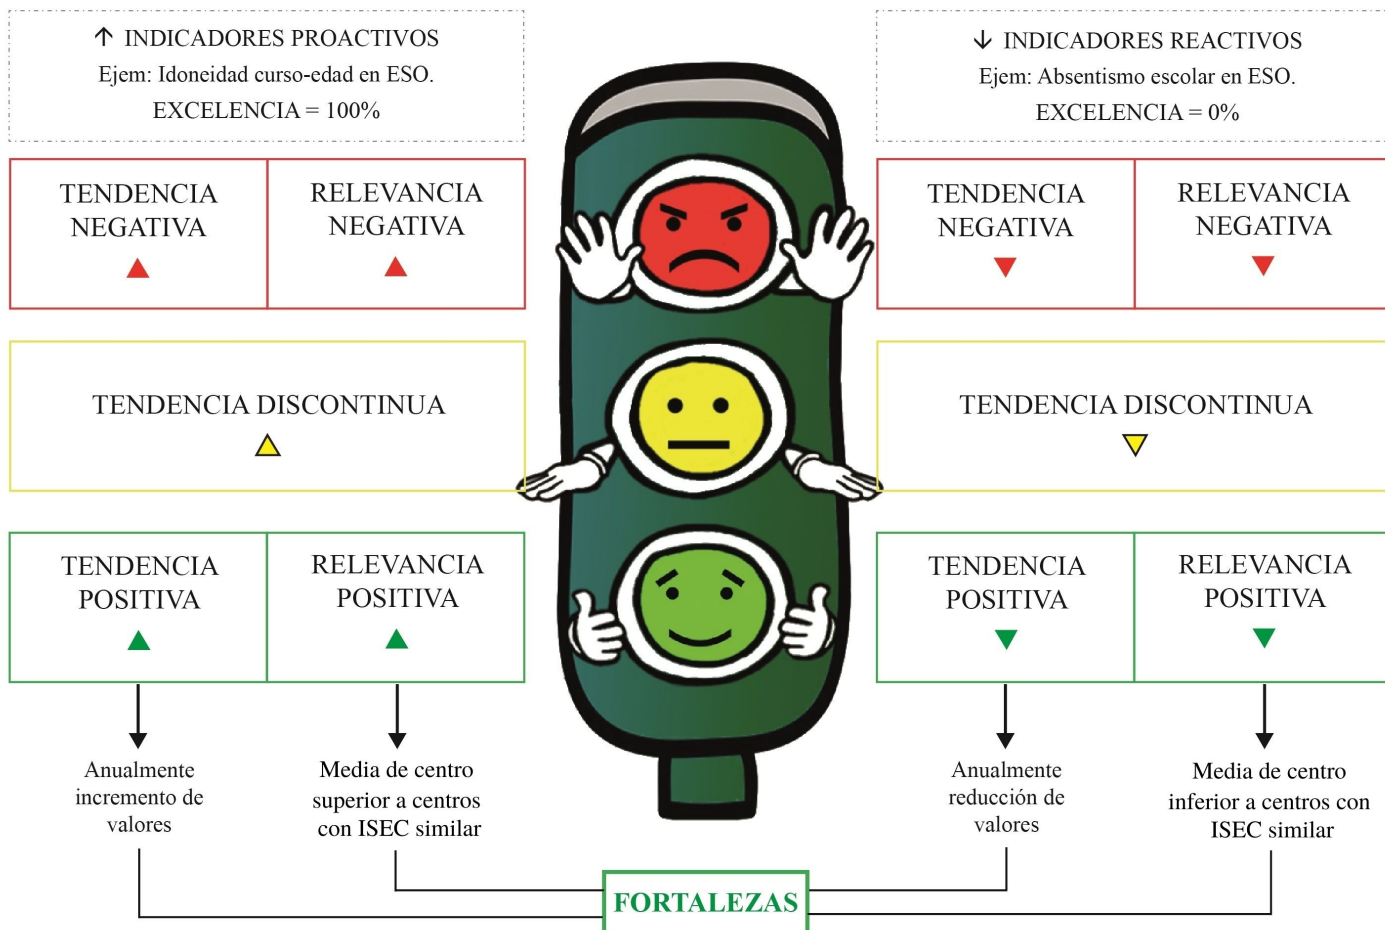 ↑ INDICADORES PROACTIVOS
Ejem: Idoneidad curso-edad en ESO.
EXCELENCIA = 100%
↓ INDICADORES REACTIVOS
Ejem: Absentismo escolar en ESO.
EXCELENCIA = 0%
TENDENCIA
NEGATIVA
RELEVANCIA
NEGATIVA
TENDENCIA
NEGATIVA
RELEVANCIA
NEGATIVA
TENDENCIA DISCONTINUA
TENDENCIA DISCONTINUA
TENDENCIA
POSITIVA
RELEVANCIA
POSITIVA
TENDENCIA
POSITIVA
RELEVANCIA
POSITIVA
Anualmente
incremento de
valores
Media de centro
superior a centros
con ISEC similar
Anualmente
reducción de
valores
Media de centro
inferior a centros con
ISEC similar
FORTALEZAS